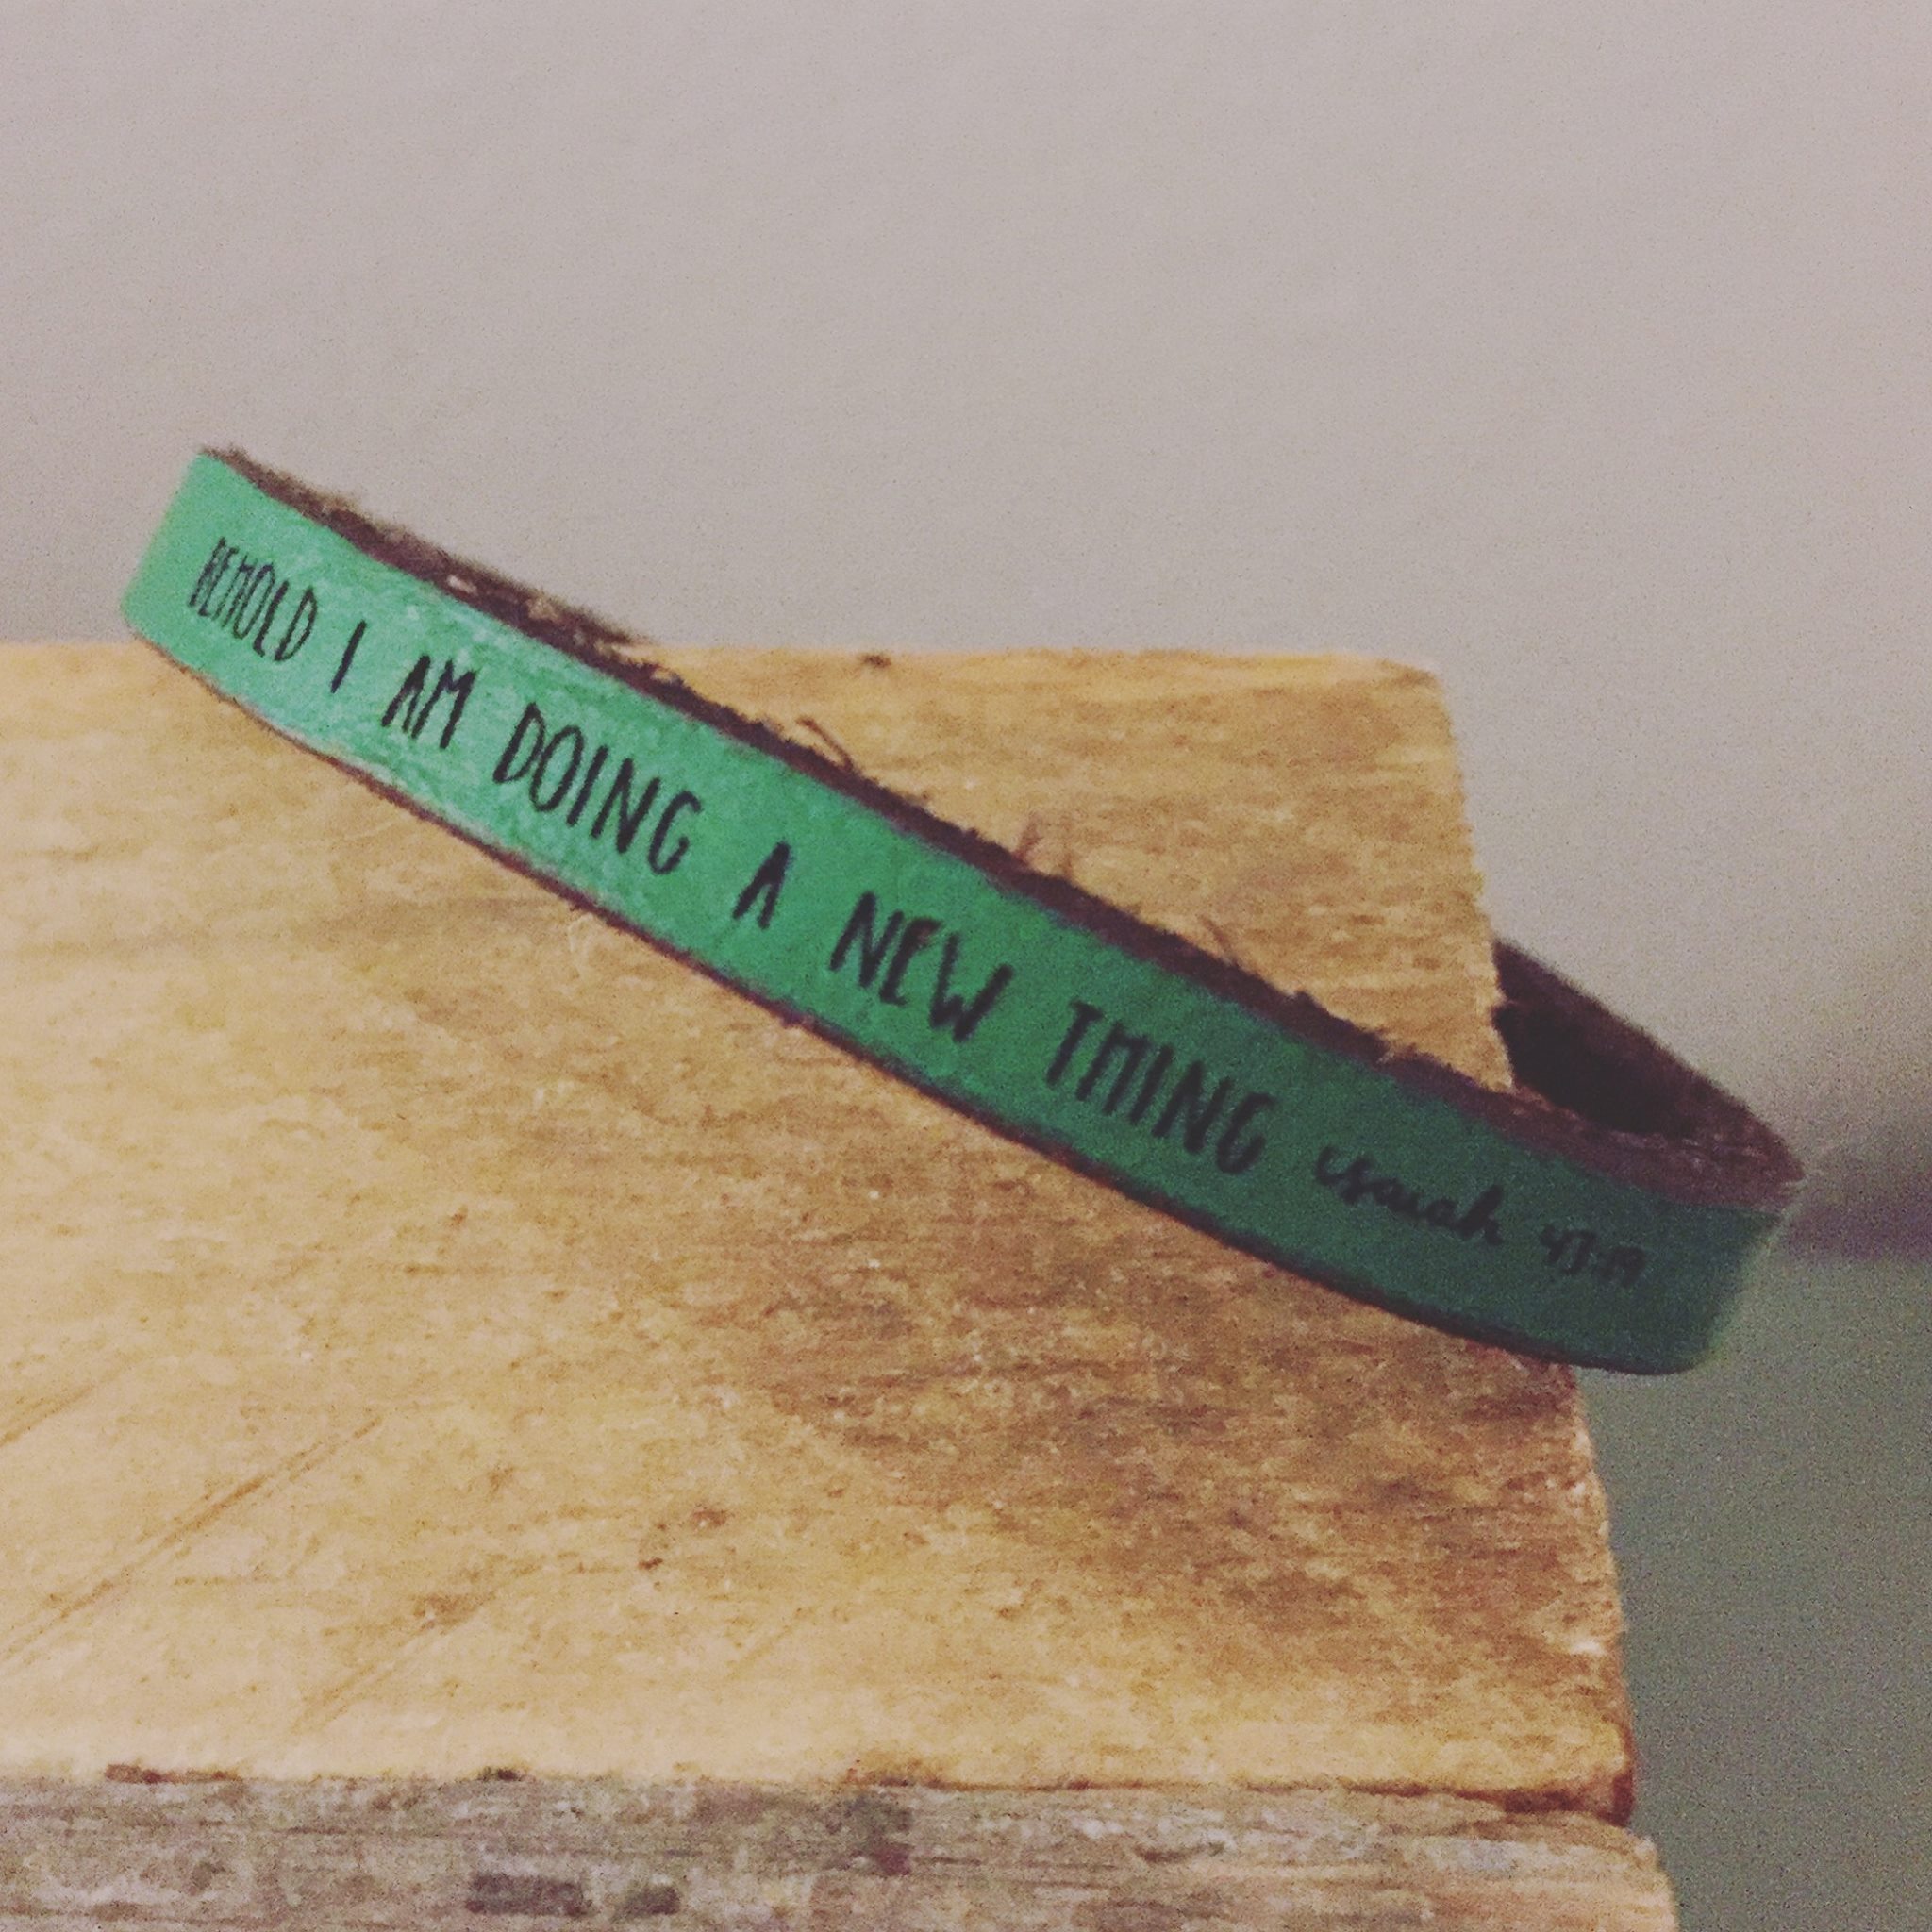 BEHOLD I AM DOING A NEW THING isaiah 43:19